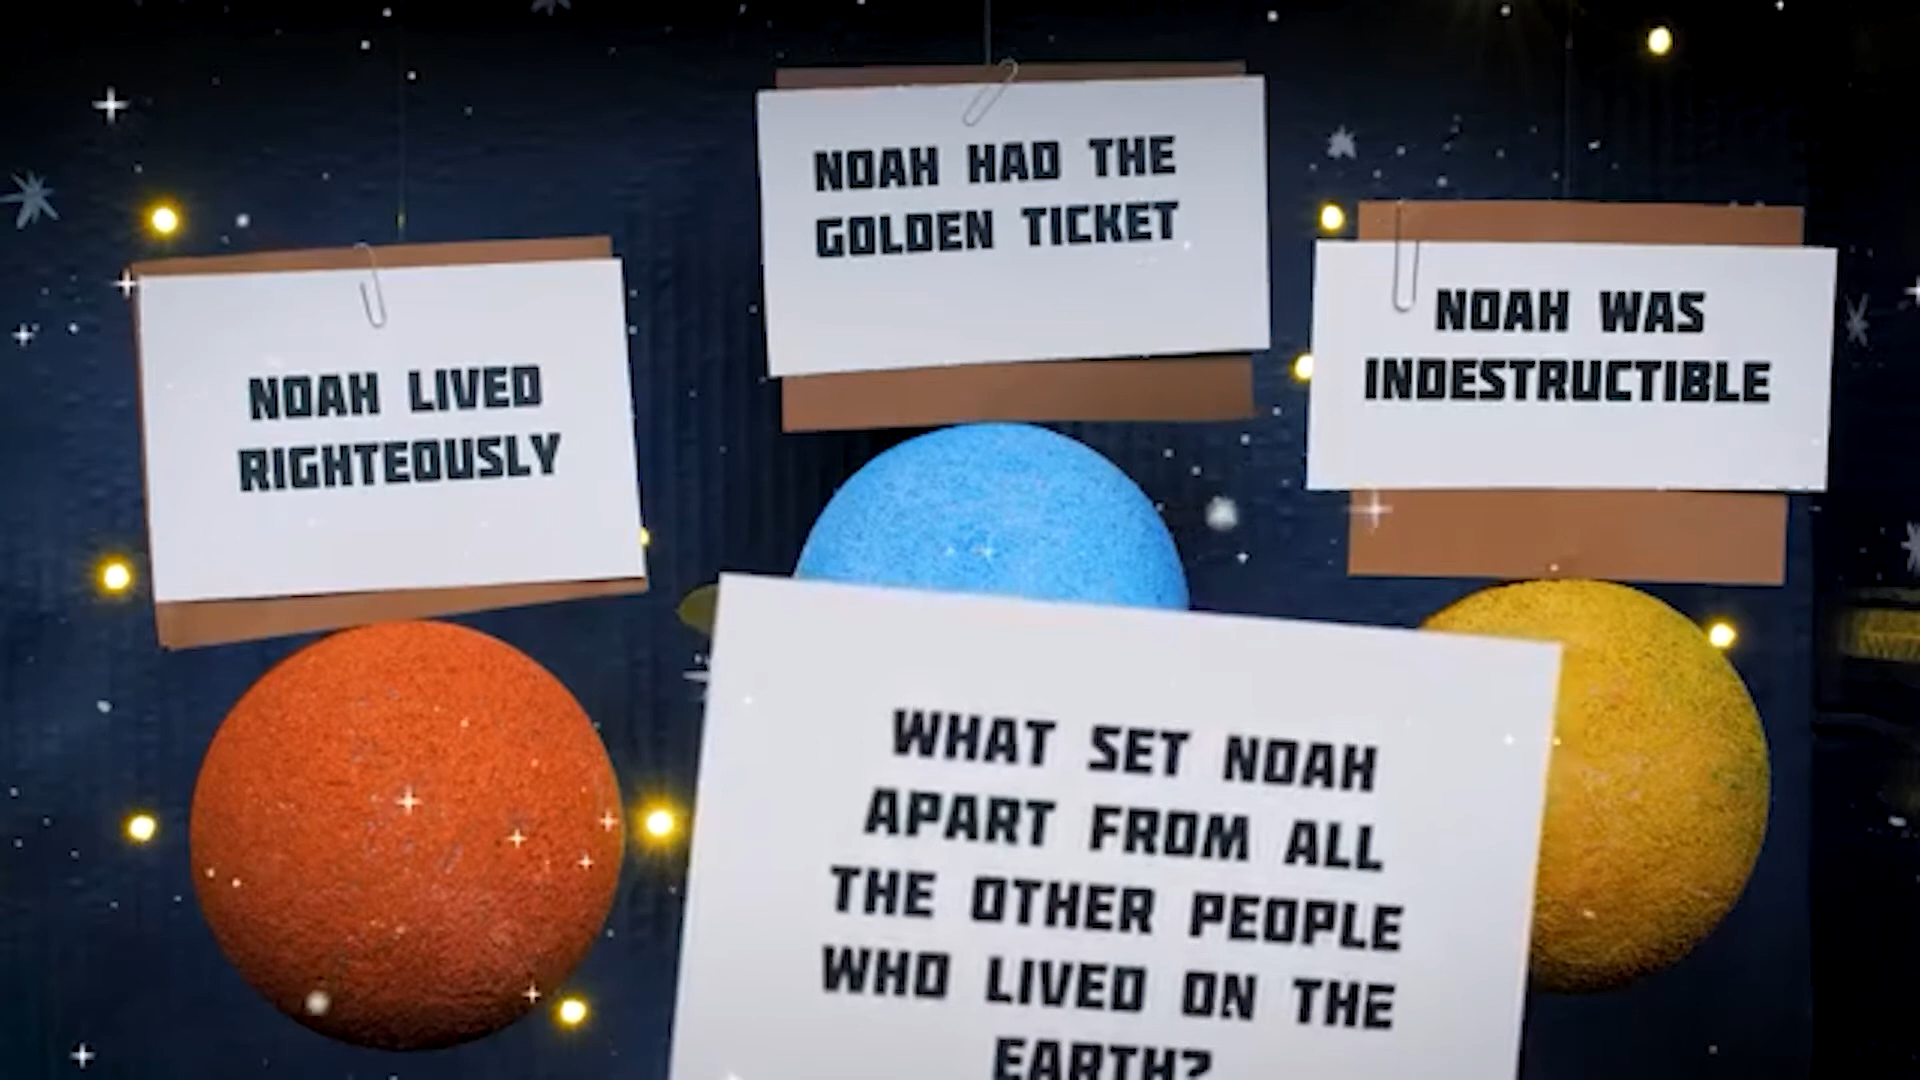 NOAH HAD THE
GOLDEN TICKET
NOAH LIVED
RIGHTEOUSLY
NOAH WAS
INDESTRUCTIBLE
WHAT SET NOAH
APART FROM ALL
THE OTHER PEOPLE
WHO LIVED ON THE
EARTH?